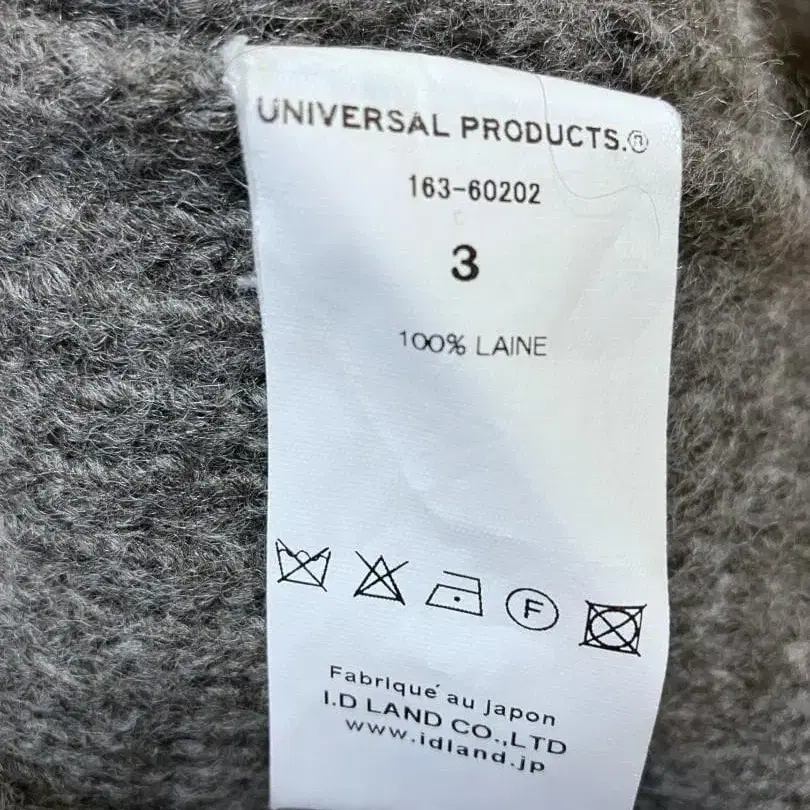 UNIVERSAL PRODUCTS.®
163-60202
3
100% LAINE
F
Fabriqué au Japon
I.D LAND CO.,LTD
www.idland.jp